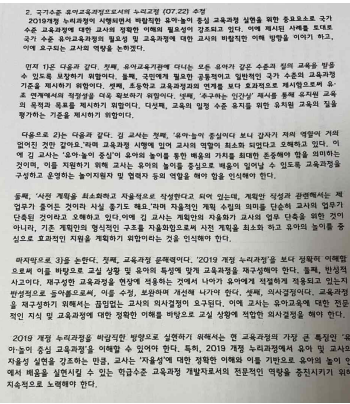 2. 국가수준 유아교육과정으로서의 누리과정 (07.22) 수정
2019개정 누리과정이 시행되면서 바람직한 유아·놀이 중심 교육과정 실현을 위한 중요요소로 국가
수준 교육과정에 대한 교사의 정확한 이해의 필요성이 강조되고 있다. 이에 제시된 사례를 토대로
국가 수준 유아교육과정의 필요성 및 교육과정에 대한 교사의 바람직한 이해 방향을 이야기 하고,
이에 요구되는 교사의 역량을 논하겠다.
먼저 1)은 다음과 같다. 첫째, 유아교육기관에 다니는 모든 유아가 같은 수준과 질의 교육을 받을
수 있도록 보장하기 위함이다. 둘째, 국민에게 필요한 공통적이고 일반적인 국가 수준의 교육과정
기준을 제시하기 위함이다. 셋째, 초등학교 교육과정과의 연계를 보다 효과적으로 제시함으로써 유·
초 연계에서의 적정성을 더욱 확보하기 위함이다. 넷째, '추구하는 인간상' 제시를 통해 유치원 교육
의 목적과 목표를 제시하기 위함이다. 다섯째, 교육의 일정 수준 유지를 위한 유치원 교육의 질을
평가하는 기준을 제시하기 위함이다.
다음으로 2)는 다음과 같다. 김 교사는 첫째, '유아·놀이 중심이다 보니 갑자기 저의 역할이 거의
없어진 것만 같아요.'라며 교육과정 시행에 있어 교사의 역할이 최소화 되었다고 오해하고 있다. 이
에 김 교사는 '유아·놀이 중심'이 유아의 놀이를 통한 배움의 가치를 최대한 존중해야 함을 의미하는
것이며, 이를 지원하기 위해 교사는 유아의 놀이를 중심으로 배움이 일어날 수 있도록 교육과정을
구성하고 운영하는 놀이지원자 및 협력자 등의 역할을 해야 함을 인식해야 한다.
둘째, '사전 계획을 최소화하고 자율적으로 작성한다고 되어 있는데, 계획안 작성과 관련해서는 제
업무가 줄어든 것이라 사실 좋기도 해요.'라며 자율적인 계획 수립의 의미를 단순히 교사의 업무가
단축된 것이라고 오해하고 있다.이에 김 교사는 계획안의 자율화가 교사의 업무 단축을 위한 것이
아니라, 기존 계획안의 형식적인 구조를 자율화함으로써 사전 계획을 최소화 하고 유아의 놀이를 중
심으로 효과적인 지원을 계획하기 위함이라는 것을 인식해야 한다.
마지막으로 3)을 논한다. 첫째, 교육과정 문해력이다. '2019 개정 누리과정'을 보다 정확히 이해함
으로써 이를 바탕으로 교실 상황 및 유아의 특성에 맞게 교육과정을 재구성해야 한다. 둘째, 반성적
사고이다. 재구성한 교육과정을 현장에 적용하는 것에서 나아가 유아에게 적절하게 적용되고 있는지
반성적으로 돌아봄으로써, 이를 수정, 보완하며 개선해 나가야 한다. 셋째, 의사결정이다. 교육과정
을 재구성하기 위해서는 끊임없는 교사의 의사결정이 요구된다. 이에 교사는 유아교육에 대한 전문
적인 지식 및 교육과정에 대한 정확한 이해를 바탕으로 교실 상황에 적합한 의사결정을 해야 한다.
2019 개정 누리과정을 바람직한 방향으로 실현하기 위해서는 현 교육과정의 가장 큰 특징인 '유
아·놀이 중심 교육과정'을 이해할 수 있어야 한다. 특히, 2019 개정 누리과정에서 유아 및 교사의
자율성 실현을 강조하는 만큼, 교사는 '자율성'에 대한 정확한 이해와 이를 기반으로 유아의 놀이 안
에서 배움을 실현시킬 수 있는 학급수준 교육과정 개발자로서의 전문적인 역량을 증진시키기 위해
지속적으로 노력해야 한다.